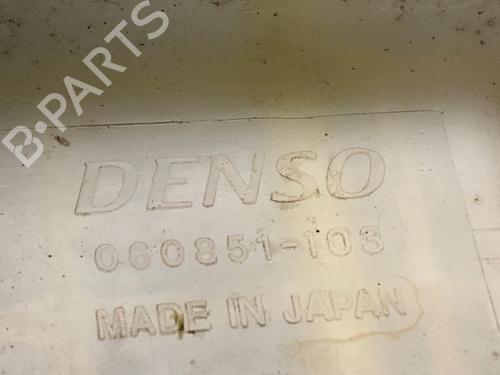 B-PARTS
DENSO
060851-103
MADE IN JAPAN